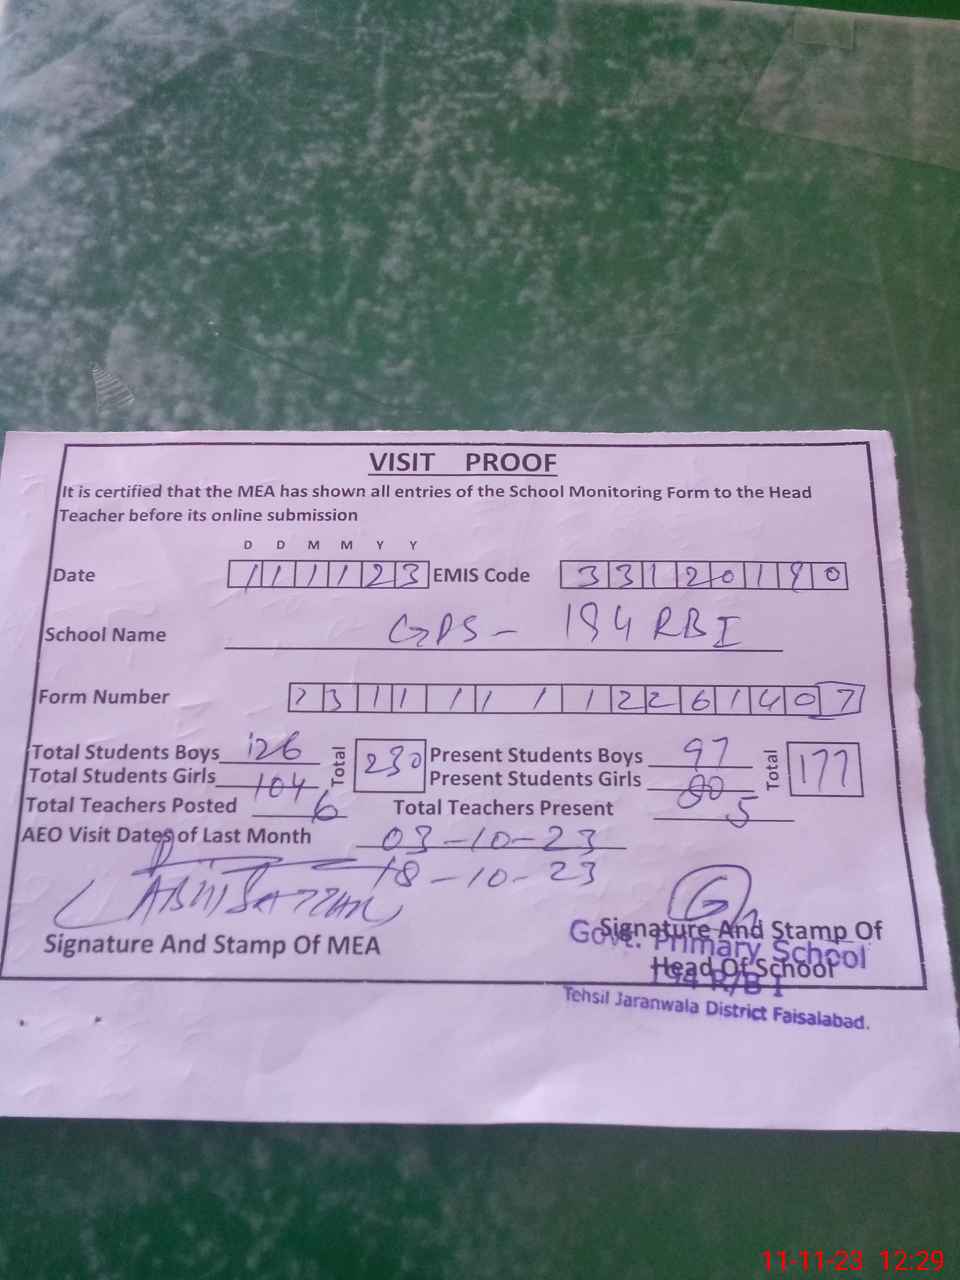 VISIT PROOF
It is certified that the MEA has shown all entries of the School Monitoring Form to the Head
Teacher before its online submission
D D M M Y Y
Date 1 1 1 1 2 3 EMIS Code 3 3 1 2 0 1 9 0
School Name GPS - 194 RB I
Form Number 2 3 1 1 1 1 1 1 2 2 6 1 4 0 7
Total Students Boys 126 Total 230 Present Students Boys 97 Total 177
Total Students Girls 104 Present Students Girls 80
Total Teachers Posted 6 Total Teachers Present 5
AEO Visit Dates of Last Month 03-10-23
18-10-23
Signature And Stamp Of MEA
Signature And Stamp Of
Head Of School
Govt. Primary School
194 R/B I
Tehsil Jaranwala District Faisalabad.
11-11-23 12:29